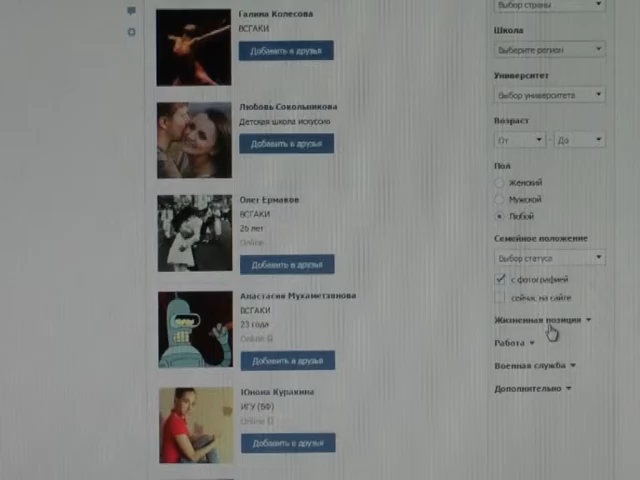 Галина Колесова
ВСГАКИ
Добавить в друзья
Любовь Сокольникова
Детская школа искусство
Добавить в друзья
Олег Ермаков
ВСГАКИ
26 лет
Online
Добавить в друзья
Анастасия Мухаметзянова
ВСГАКИ
23 года
Online
Добавить в друзья
Юнона Куракина
ИГУ (БФ)
Online
Добавить в друзья
Выбор страны
Школа
Выберите регион
Университет
Выбор университета
Возраст
От - До
Пол
Женский
Мужской
Любой
Семейное положение
Выбор статуса
с фотографией
сейчас на сайте
Жизненная позиция
Работа
Военная служба
Дополнительно